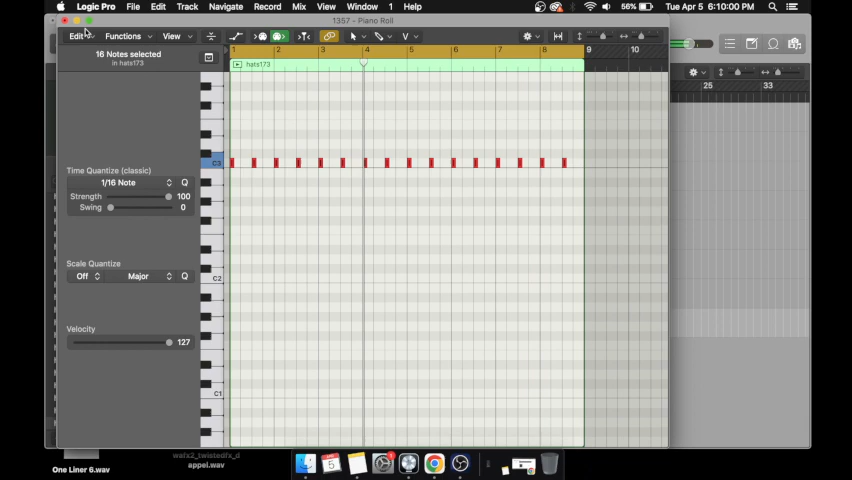 Logic Pro File Edit Track Navigate Record Mix View Window 1 Help 56% Tue Apr 5 6:10:00 PM
1357 - Piano Roll
Edit Functions View
1 2 3 4 5 6 7 8 9 10
16 Notes selected
in hats173
hats173
25 33
C3
Time Quantize (classic)
1/16 Note Q
Strength 100
Swing 0
Scale Quantize
Off Major Q
C2
Velocity
127
C1
One Liner 6.wav
wafx2_twistedfx_d
appel.wav
5
1